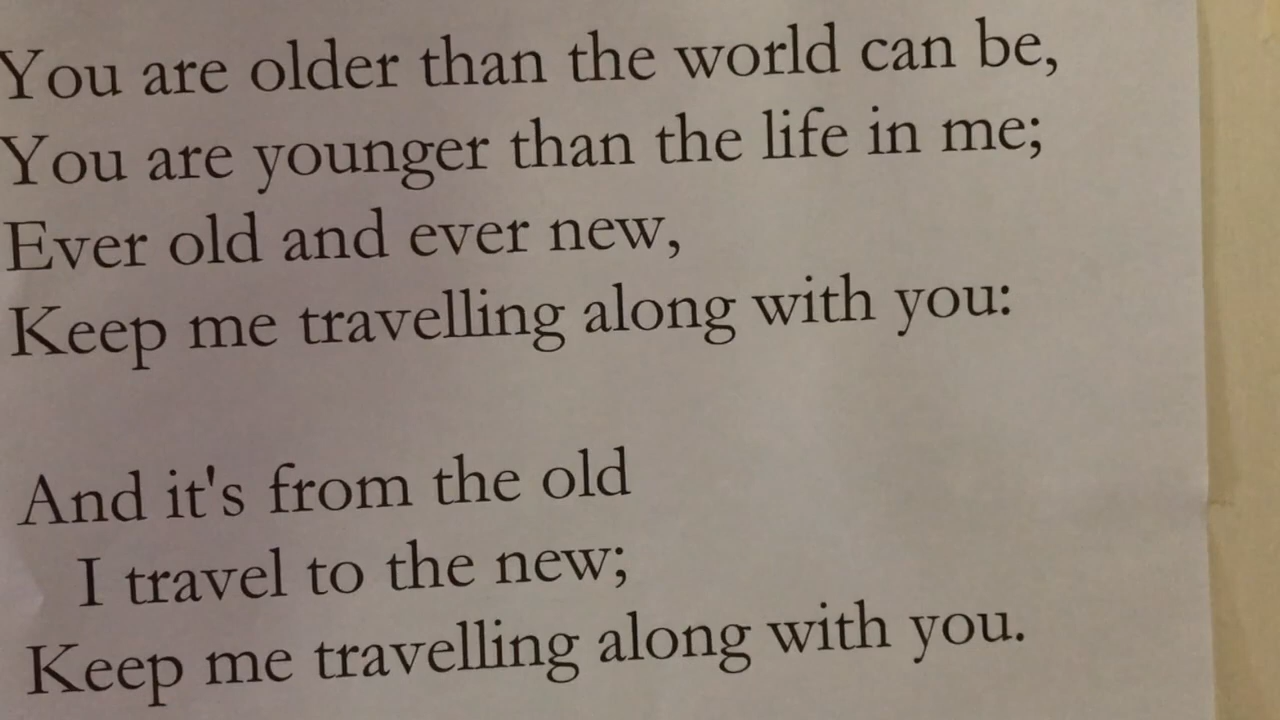 You are older than the world can be,
You are younger than the life in me;
Ever old and ever new,
Keep me travelling along with you:
And it's from the old
I travel to the new;
Keep me travelling along with you.